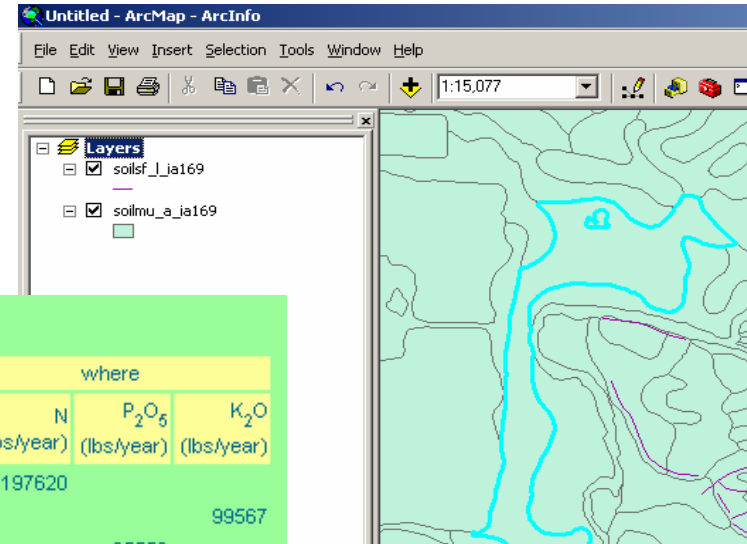 Untitled - ArcMap - ArcInfo
File Edit View Insert Selection Tools Window Help
1:15,077
Layers
soilsf_l_ia169
soilmu_a_ia169
where
N P₂O₅ K₂O
(lbs/year) (lbs/year)
197620
99567